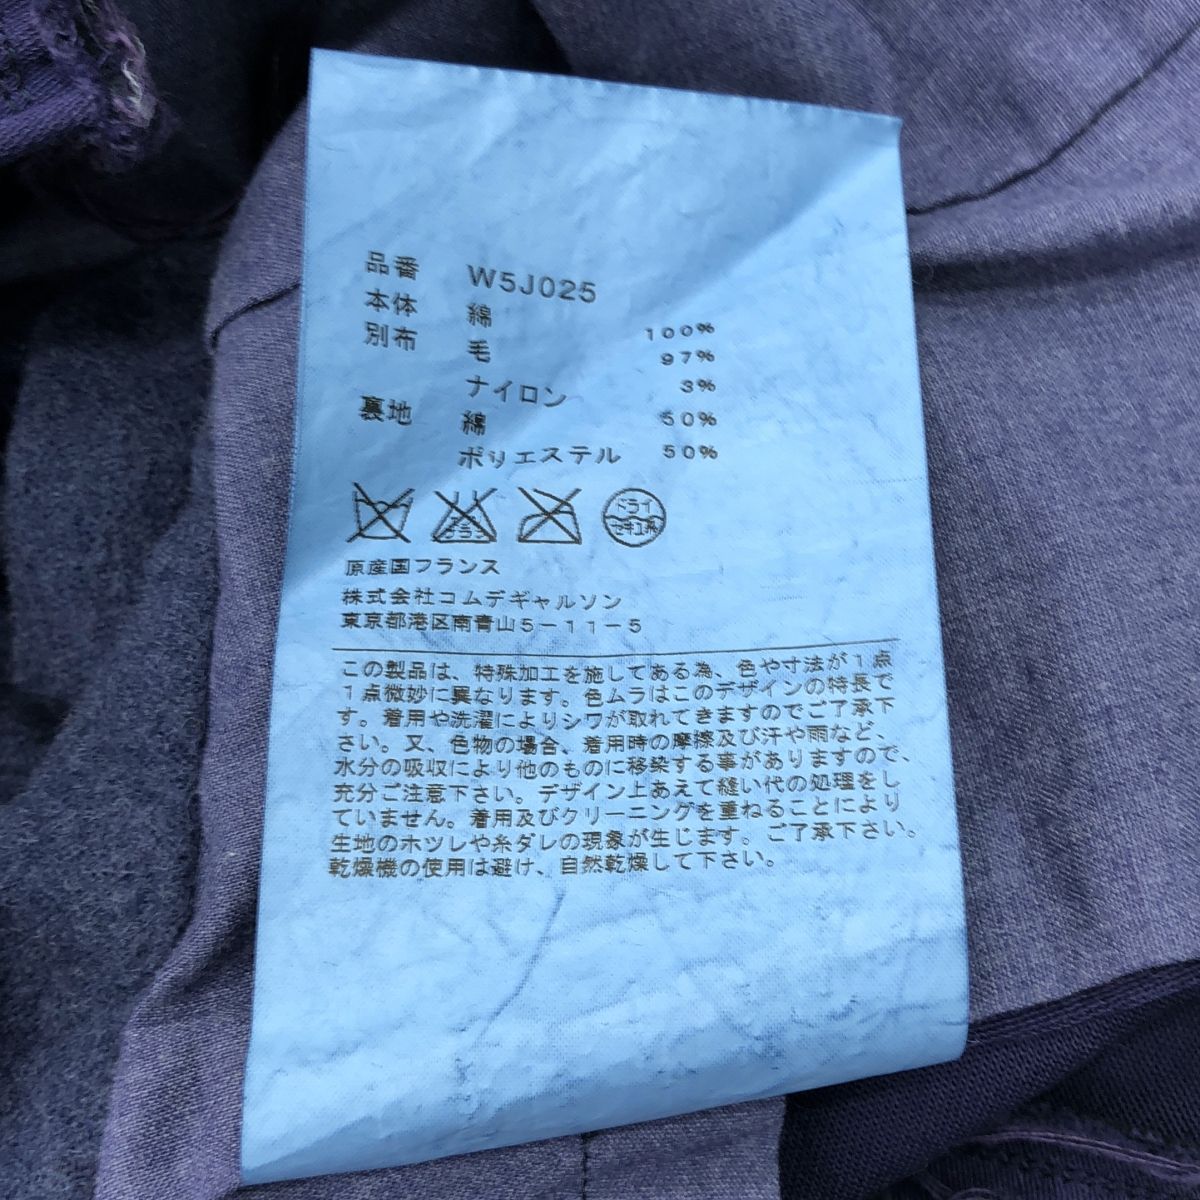 品番 W5J025
本体 綿 100%
別布 毛 97%
ナイロン 3%
裏地 綿 50%
ポリエステル 50%
ドライ
セキユ系
原産国フランス
株式会社コムデギャルソン
東京都港区南青山5-11-5
この製品は、特殊加工を施してある為、色や寸法が1点
1点微妙に異なります。色ムラはこのデザインの特長で
す。着用や洗濯によりシワが取れてきますのでご了承下
さい。又、色物の場合、着用時の摩擦及び汗や雨など、
水分の吸収により他のものに移染する事がありますので、
充分ご注意下さい。デザイン上あえて縫い代の処理をし
ていません。着用及びクリーニングを重ねることにより
生地のホツレや糸ダレの現象が生じます。ご了承下さい。
乾燥機の使用は避け、自然乾燥して下さい。